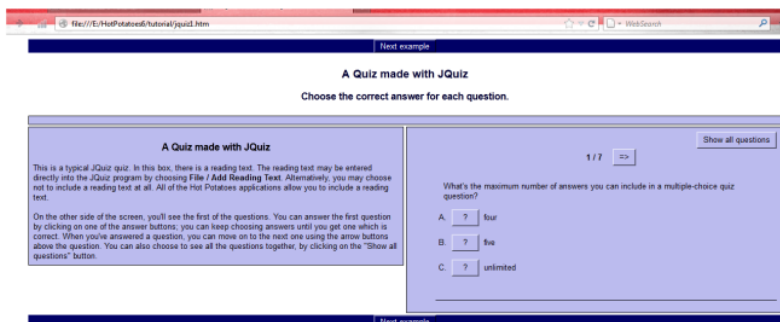 file:///E:/HotPotatoes6/tutorial/jquiz1.htm
WebSearch
Next example
A Quiz made with JQuiz
Choose the correct answer for each question.
A Quiz made with JQuiz
This is a typical JQuiz quiz. In this box, there is a reading text. The reading text may be entered
directly into the JQuiz program by choosing File / Add Reading Text. Alternatively, you may choose
not to include a reading text at all. All of the Hot Potatoes applications allow you to include a reading
text.
On the other side of the screen, you'll see the first of the questions. You can answer the first question
by clicking on one of the answer buttons; you can keep choosing answers until you get one which is
correct. When you've answered a question, you can move on to the next one using the arrow buttons
above the question. You can also choose to see all the questions together, by clicking on the "Show all
questions" button.
Show all questions
1 / 7 =>
What's the maximum number of answers you can include in a multiple-choice quiz
question?
A. ? four
B. ? five
C. ? unlimited
Next example